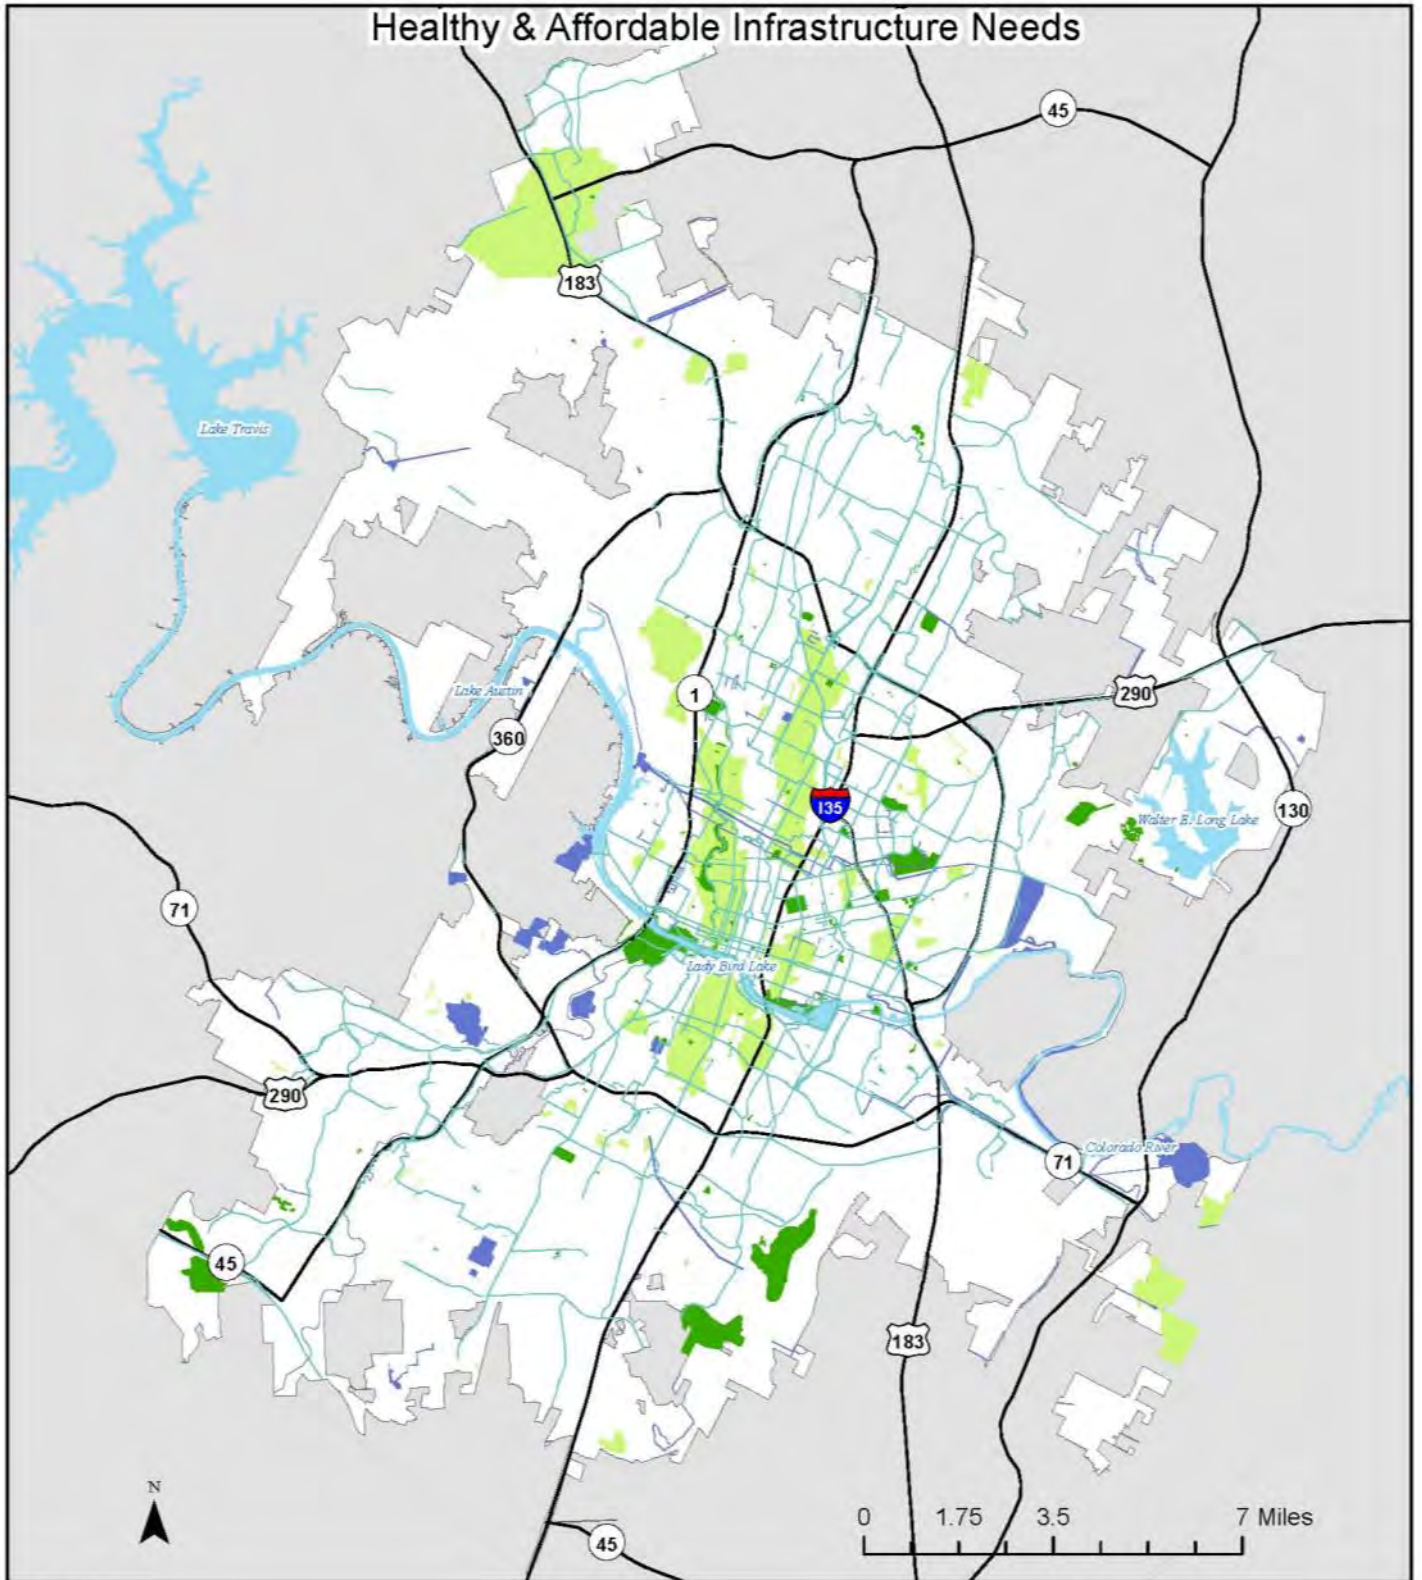 Healthy & Affordable Infrastructure Needs
45
183
Lake Travis
Lake Austin
1
290
360
I35
130
Walter E. Long Lake
71
Lady Bird Lake
290
71
Colorado River
45
183
N
0 1.75 3.5 7 Miles
45